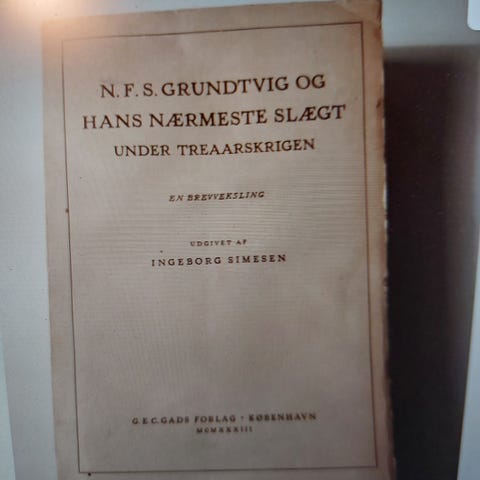 N. F. S. GRUNDTVIG OG
HANS NÆRMESTE SLÆGT
UNDER TREAARSKRIGEN
EN BREVVEKSLING
UDGIVET AF
INGEBORG SIMESEN
G. E. C. GADS FORLAG • KØBENHAVN
MCMXXXIII